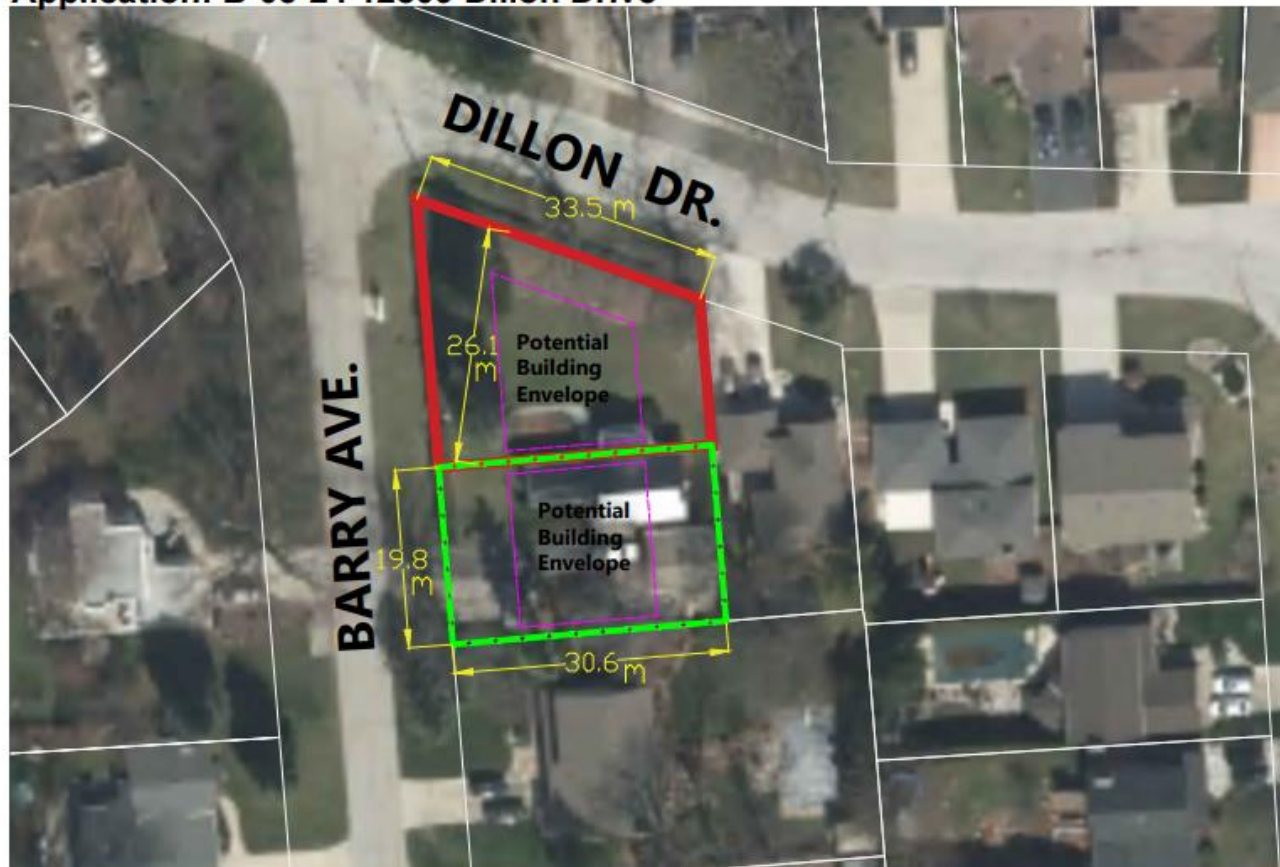 DILLON DR.
33.5 m
26.1 m
Potential
Building
Envelope
BARRY AVE.
19.8 m
Potential
Building
Envelope
30.6 m